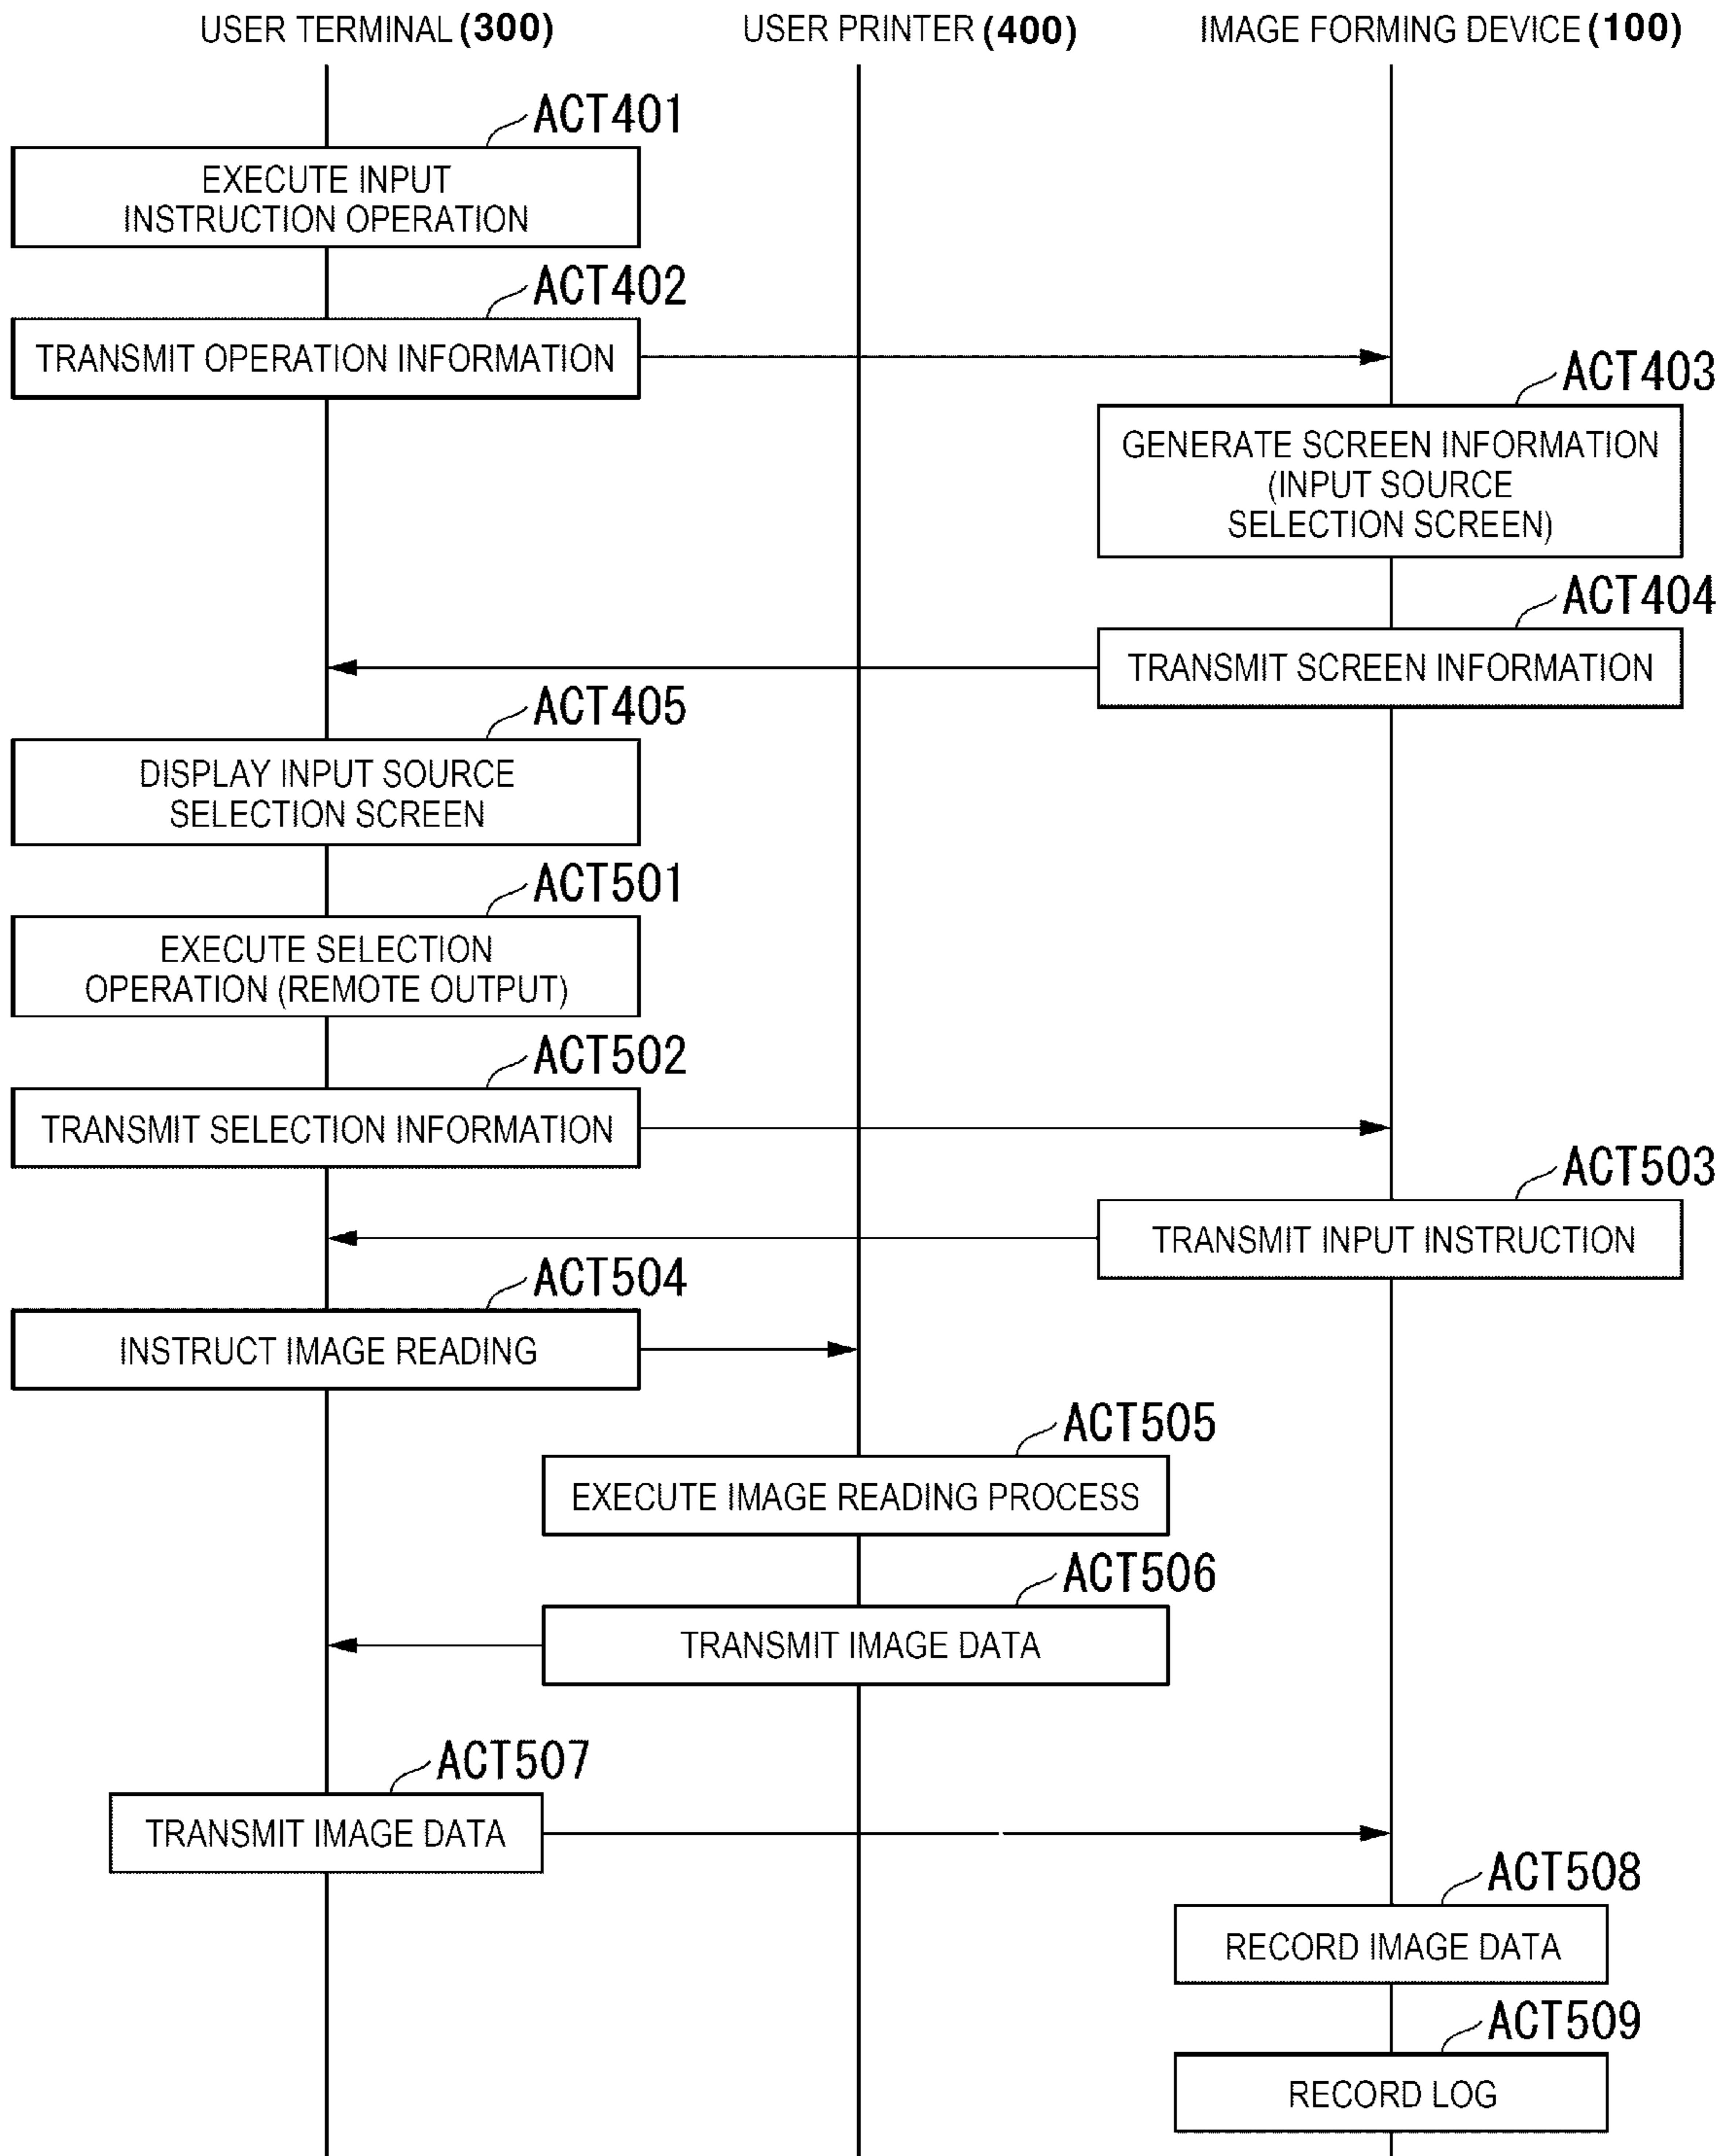 USER TERMINAL (300)
USER PRINTER (400)
IMAGE FORMING DEVICE (100)
ACT401
EXECUTE INPUT
INSTRUCTION OPERATION
ACT402
TRANSMIT OPERATION INFORMATION
ACT403
GENERATE SCREEN INFORMATION
(INPUT SOURCE
SELECTION SCREEN)
ACT404
TRANSMIT SCREEN INFORMATION
ACT405
DISPLAY INPUT SOURCE
SELECTION SCREEN
ACT501
EXECUTE SELECTION
OPERATION (REMOTE OUTPUT)
ACT502
TRANSMIT SELECTION INFORMATION
ACT503
TRANSMIT INPUT INSTRUCTION
ACT504
INSTRUCT IMAGE READING
ACT505
EXECUTE IMAGE READING PROCESS
ACT506
TRANSMIT IMAGE DATA
ACT507
TRANSMIT IMAGE DATA
ACT508
RECORD IMAGE DATA
ACT509
RECORD LOG